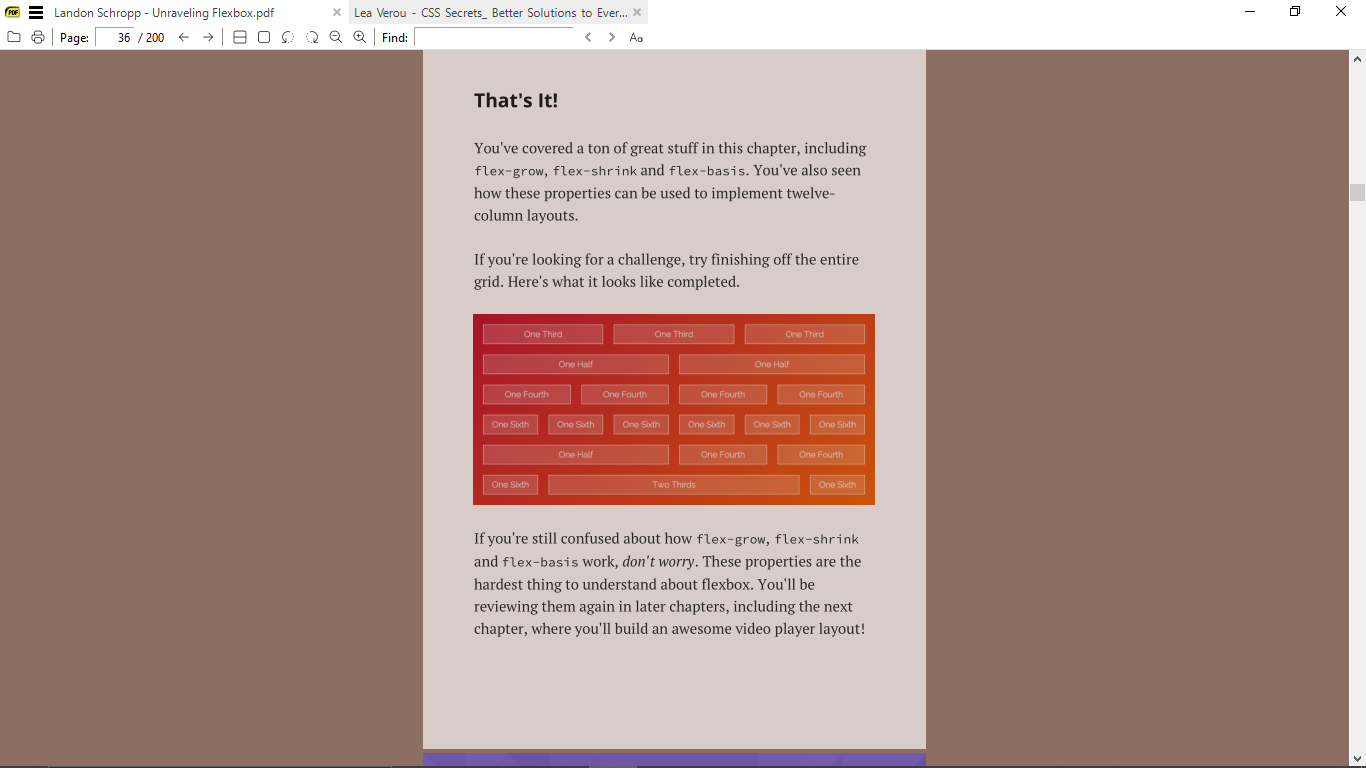 Landon Schropp - Unraveling Flexbox.pdf
Lea Verou - CSS Secrets_ Better Solutions to Ever...
Page: 36 / 200
Find:
That's It!
You've covered a ton of great stuff in this chapter, including
flex-grow, flex-shrink and flex-basis. You've also seen
how these properties can be used to implement twelve-
column layouts.
If you're looking for a challenge, try finishing off the entire
grid. Here's what it looks like completed.
One Third One Third One Third
One Half One Half
One Fourth One Fourth One Fourth One Fourth
One Sixth One Sixth One Sixth One Sixth One Sixth One Sixth
One Half One Fourth One Fourth
One Sixth Two Thirds One Sixth
If you're still confused about how flex-grow, flex-shrink
and flex-basis work, don't worry. These properties are the
hardest thing to understand about flexbox. You'll be
reviewing them again in later chapters, including the next
chapter, where you'll build an awesome video player layout!